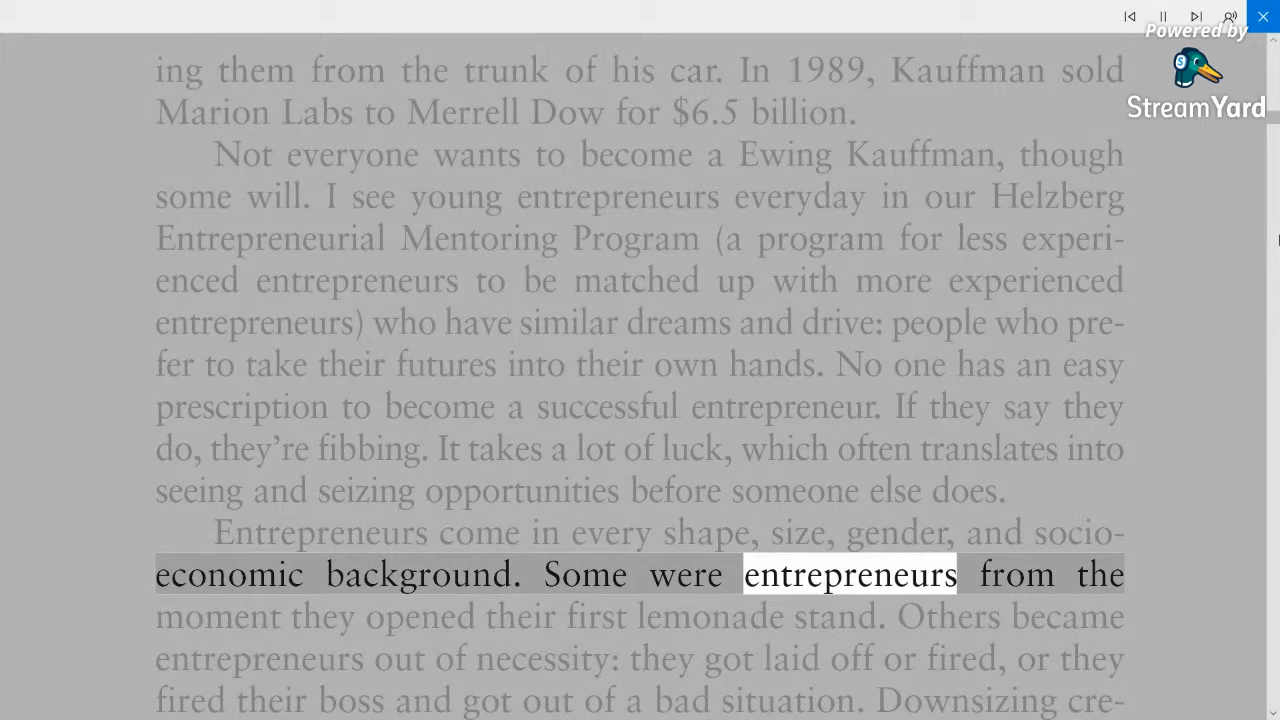 Powered by
StreamYard
ing them from the trunk of his car. In 1989, Kauffman sold
Marion Labs to Merrell Dow for $6.5 billion.
Not everyone wants to become a Ewing Kauffman, though
some will. I see young entrepreneurs everyday in our Helzberg
Entrepreneurial Mentoring Program (a program for less experi-
enced entrepreneurs to be matched up with more experienced
entrepreneurs) who have similar dreams and drive: people who pre-
fer to take their futures into their own hands. No one has an easy
prescription to become a successful entrepreneur. If they say they
do, they’re fibbing. It takes a lot of luck, which often translates into
seeing and seizing opportunities before someone else does.
Entrepreneurs come in every shape, size, gender, and socio-
economic background. Some were entrepreneurs from the
moment they opened their first lemonade stand. Others became
entrepreneurs out of necessity: they got laid off or fired, or they
fired their boss and got out of a bad situation. Downsizing cre-